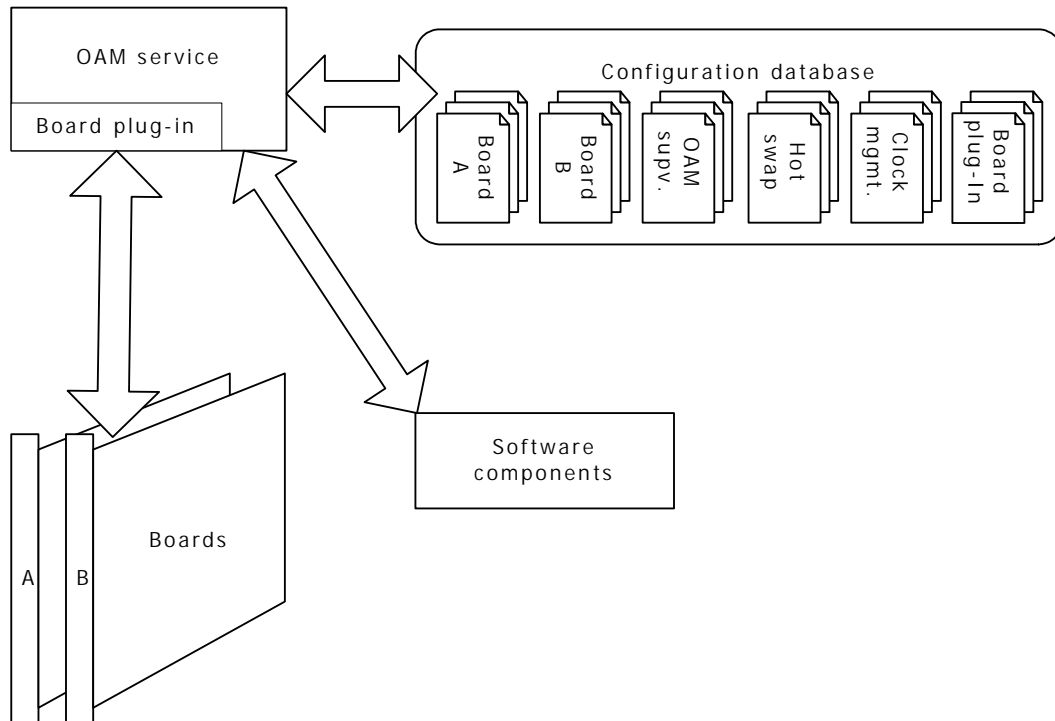 OAM service
Board plug-in
Configuration database
Board
A
Board
B
OAM
supv.
Hot
swap
Clock
mgmt.
Board
plug-In
Software
components
Boards
A
B